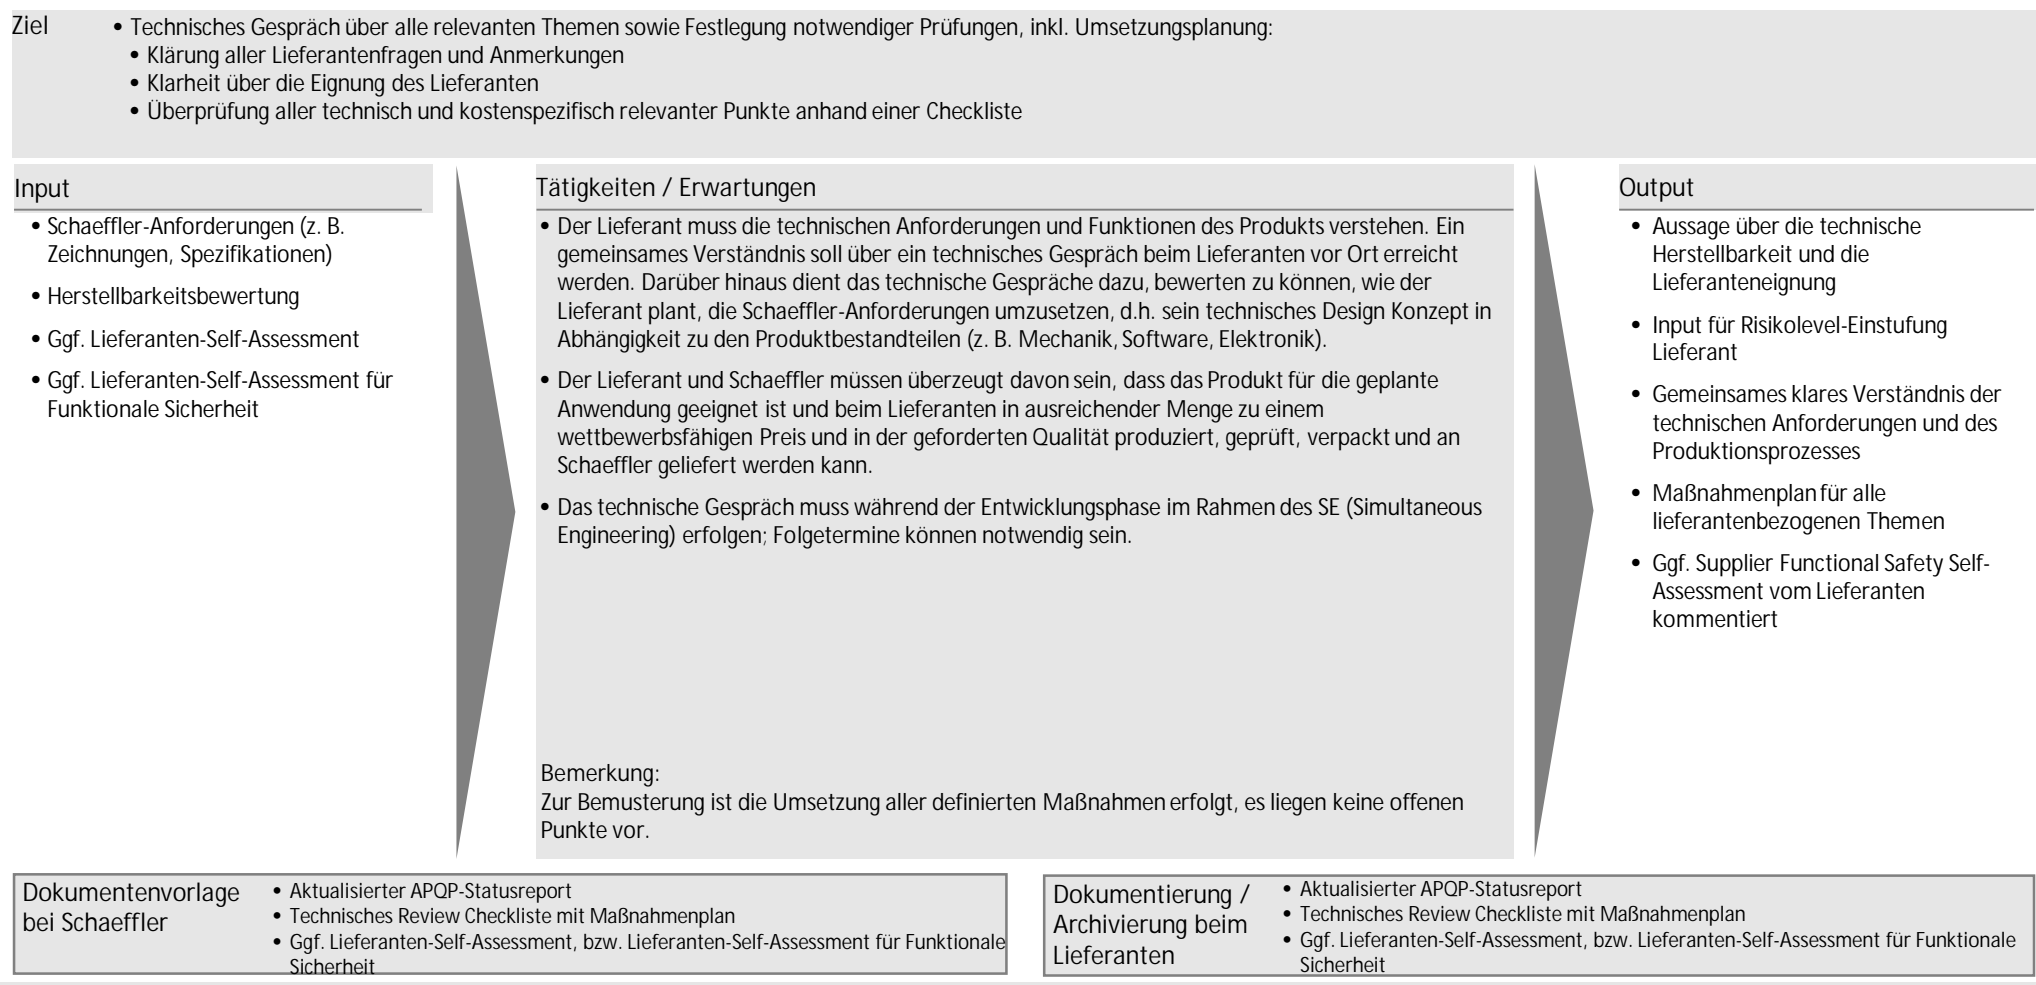 Ziel
• Technisches Gespräch über alle relevanten Themen sowie Festlegung notwendiger Prüfungen, inkl. Umsetzungsplanung:
• Klärung aller Lieferantenfragen und Anmerkungen
• Klarheit über die Eignung des Lieferanten
• Überprüfung aller technisch und kostenspezifisch relevanter Punkte anhand einer Checkliste
Input
• Schaeffler-Anforderungen (z. B.
Zeichnungen, Spezifikationen)
• Herstellbarkeitsbewertung
• Ggf. Lieferanten-Self-Assessment
• Ggf. Lieferanten-Self-Assessment für
Funktionale Sicherheit
Tätigkeiten / Erwartungen
• Der Lieferant muss die technischen Anforderungen und Funktionen des Produkts verstehen. Ein
gemeinsames Verständnis soll über ein technisches Gespräch beim Lieferanten vor Ort erreicht
werden. Darüber hinaus dient das technische Gespräche dazu, bewerten zu können, wie der
Lieferant plant, die Schaeffler-Anforderungen umzusetzen, d.h. sein technisches Design Konzept in
Abhängigkeit zu den Produktbestandteilen (z. B. Mechanik, Software, Elektronik).
• Der Lieferant und Schaeffler müssen überzeugt davon sein, dass das Produkt für die geplante
Anwendung geeignet ist und beim Lieferanten in ausreichender Menge zu einem
wettbewerbsfähigen Preis und in der geforderten Qualität produziert, geprüft, verpackt und an
Schaeffler geliefert werden kann.
• Das technische Gespräch muss während der Entwicklungsphase im Rahmen des SE (Simultaneous
Engineering) erfolgen; Folgetermine können notwendig sein.
Bemerkung:
Zur Bemusterung ist die Umsetzung aller definierten Maßnahmen erfolgt, es liegen keine offenen
Punkte vor.
Output
• Aussage über die technische
Herstellbarkeit und die
Lieferanteneignung
• Input für Risikolevel-Einstufung
Lieferant
• Gemeinsames klares Verständnis der
technischen Anforderungen und des
Produktionsprozesses
• Maßnahmenplan für alle
lieferantenbezogenen Themen
• Ggf. Supplier Functional Safety Self-
Assessment vom Lieferanten
kommentiert
Dokumentenvorlage
bei Schaeffler
• Aktualisierter APQP-Statusreport
• Technisches Review Checkliste mit Maßnahmenplan
• Ggf. Lieferanten-Self-Assessment, bzw. Lieferanten-Self-Assessment für Funktionale
Sicherheit
Dokumentierung /
Archivierung beim
Lieferanten
• Aktualisierter APQP-Statusreport
• Technisches Review Checkliste mit Maßnahmenplan
• Ggf. Lieferanten-Self-Assessment, bzw. Lieferanten-Self-Assessment für Funktionale
Sicherheit